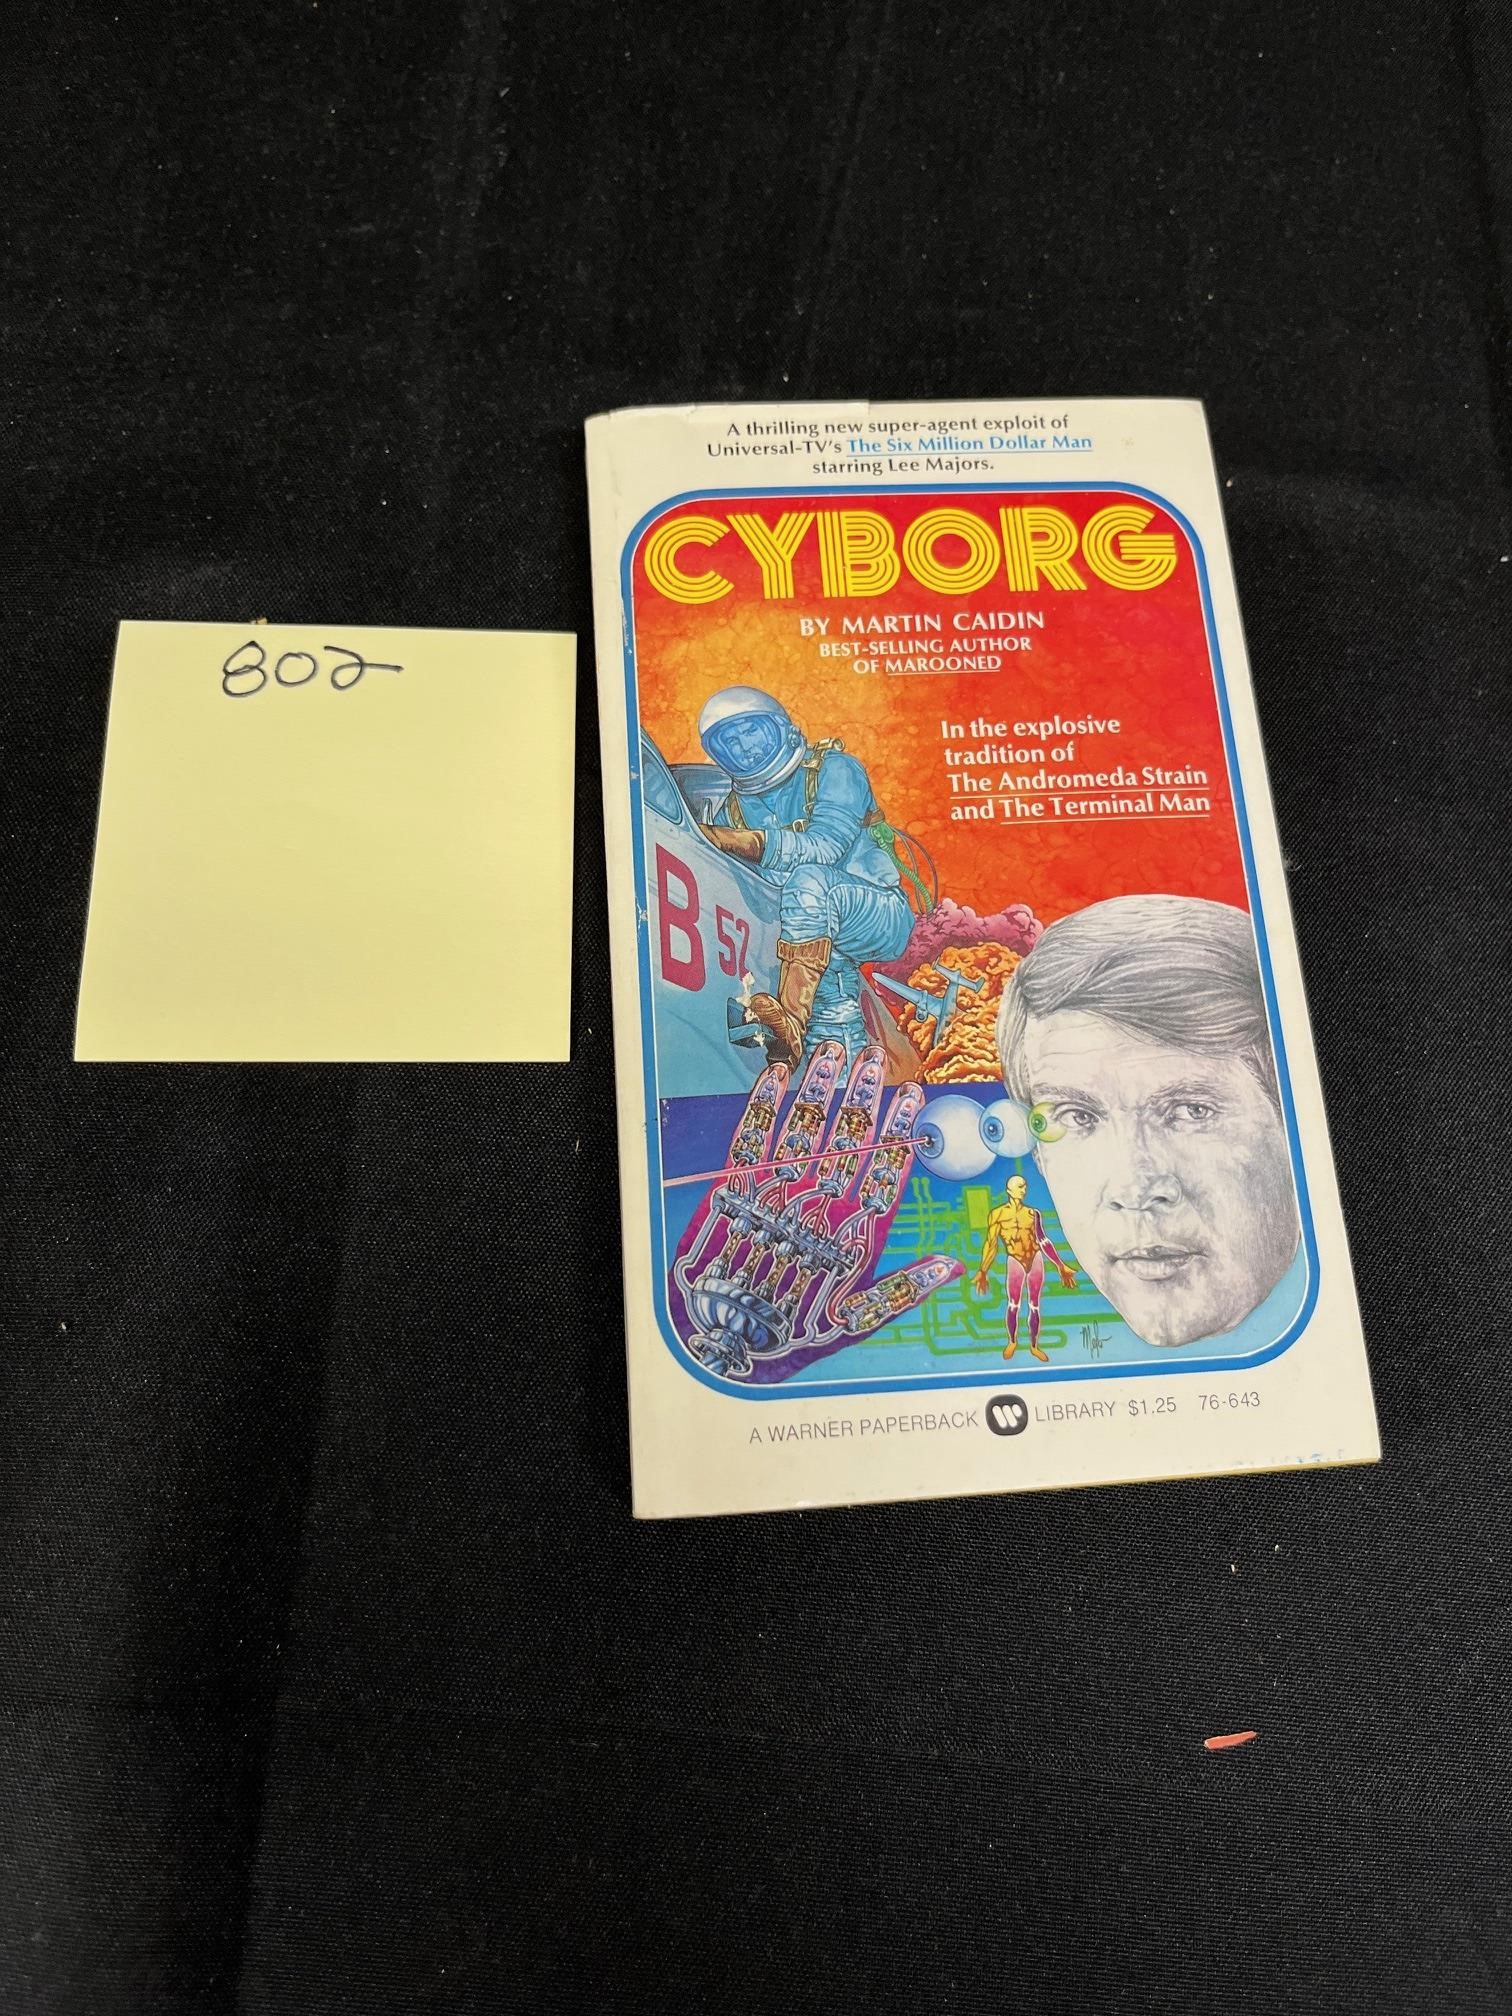 802
A thrilling new super-agent exploit of
Universal-TV's The Six Million Dollar Man
starring Lee Majors.
CYBORG
BY MARTIN CAIDIN
BEST-SELLING AUTHOR
OF MAROONED
In the explosive
tradition of
The Andromeda Strain
and The Terminal Man
B 52
A WARNER PAPERBACK W LIBRARY $1.25 76-643